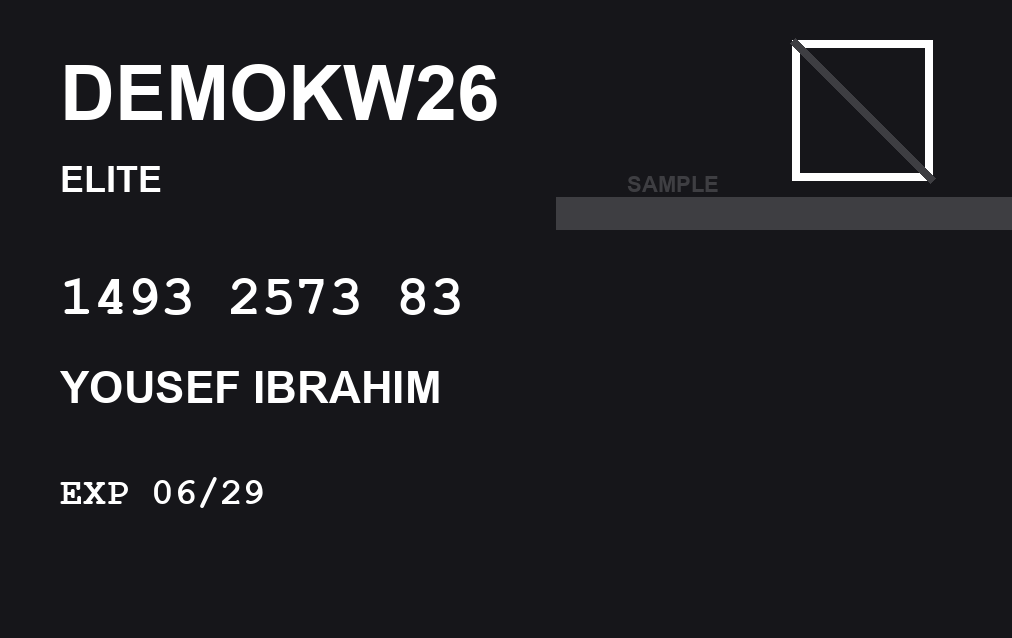 DEMOKW26
ELITE
SAMPLE
1493 2573 83
YOUSEF IBRAHIM
EXP 06/29